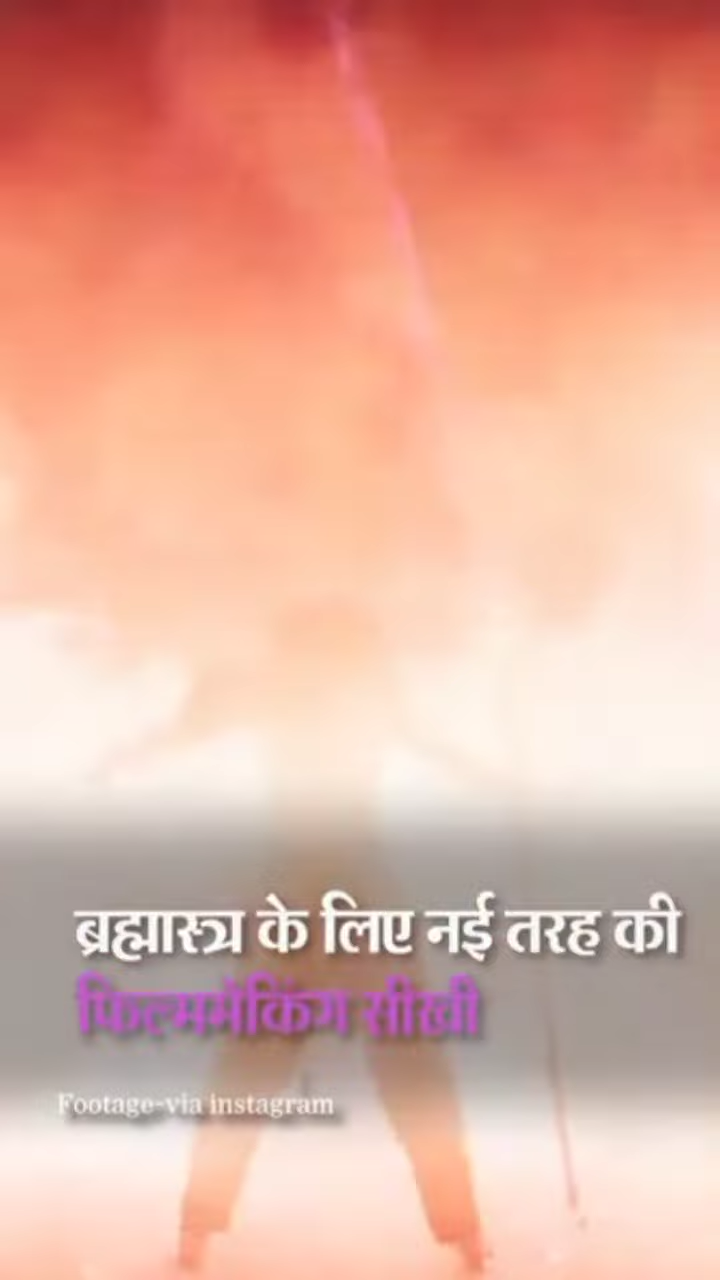 ब्रह्मास्त्र के लिए नई तरह की
फिल्ममेकिंग सीखी
Footage-via instagram